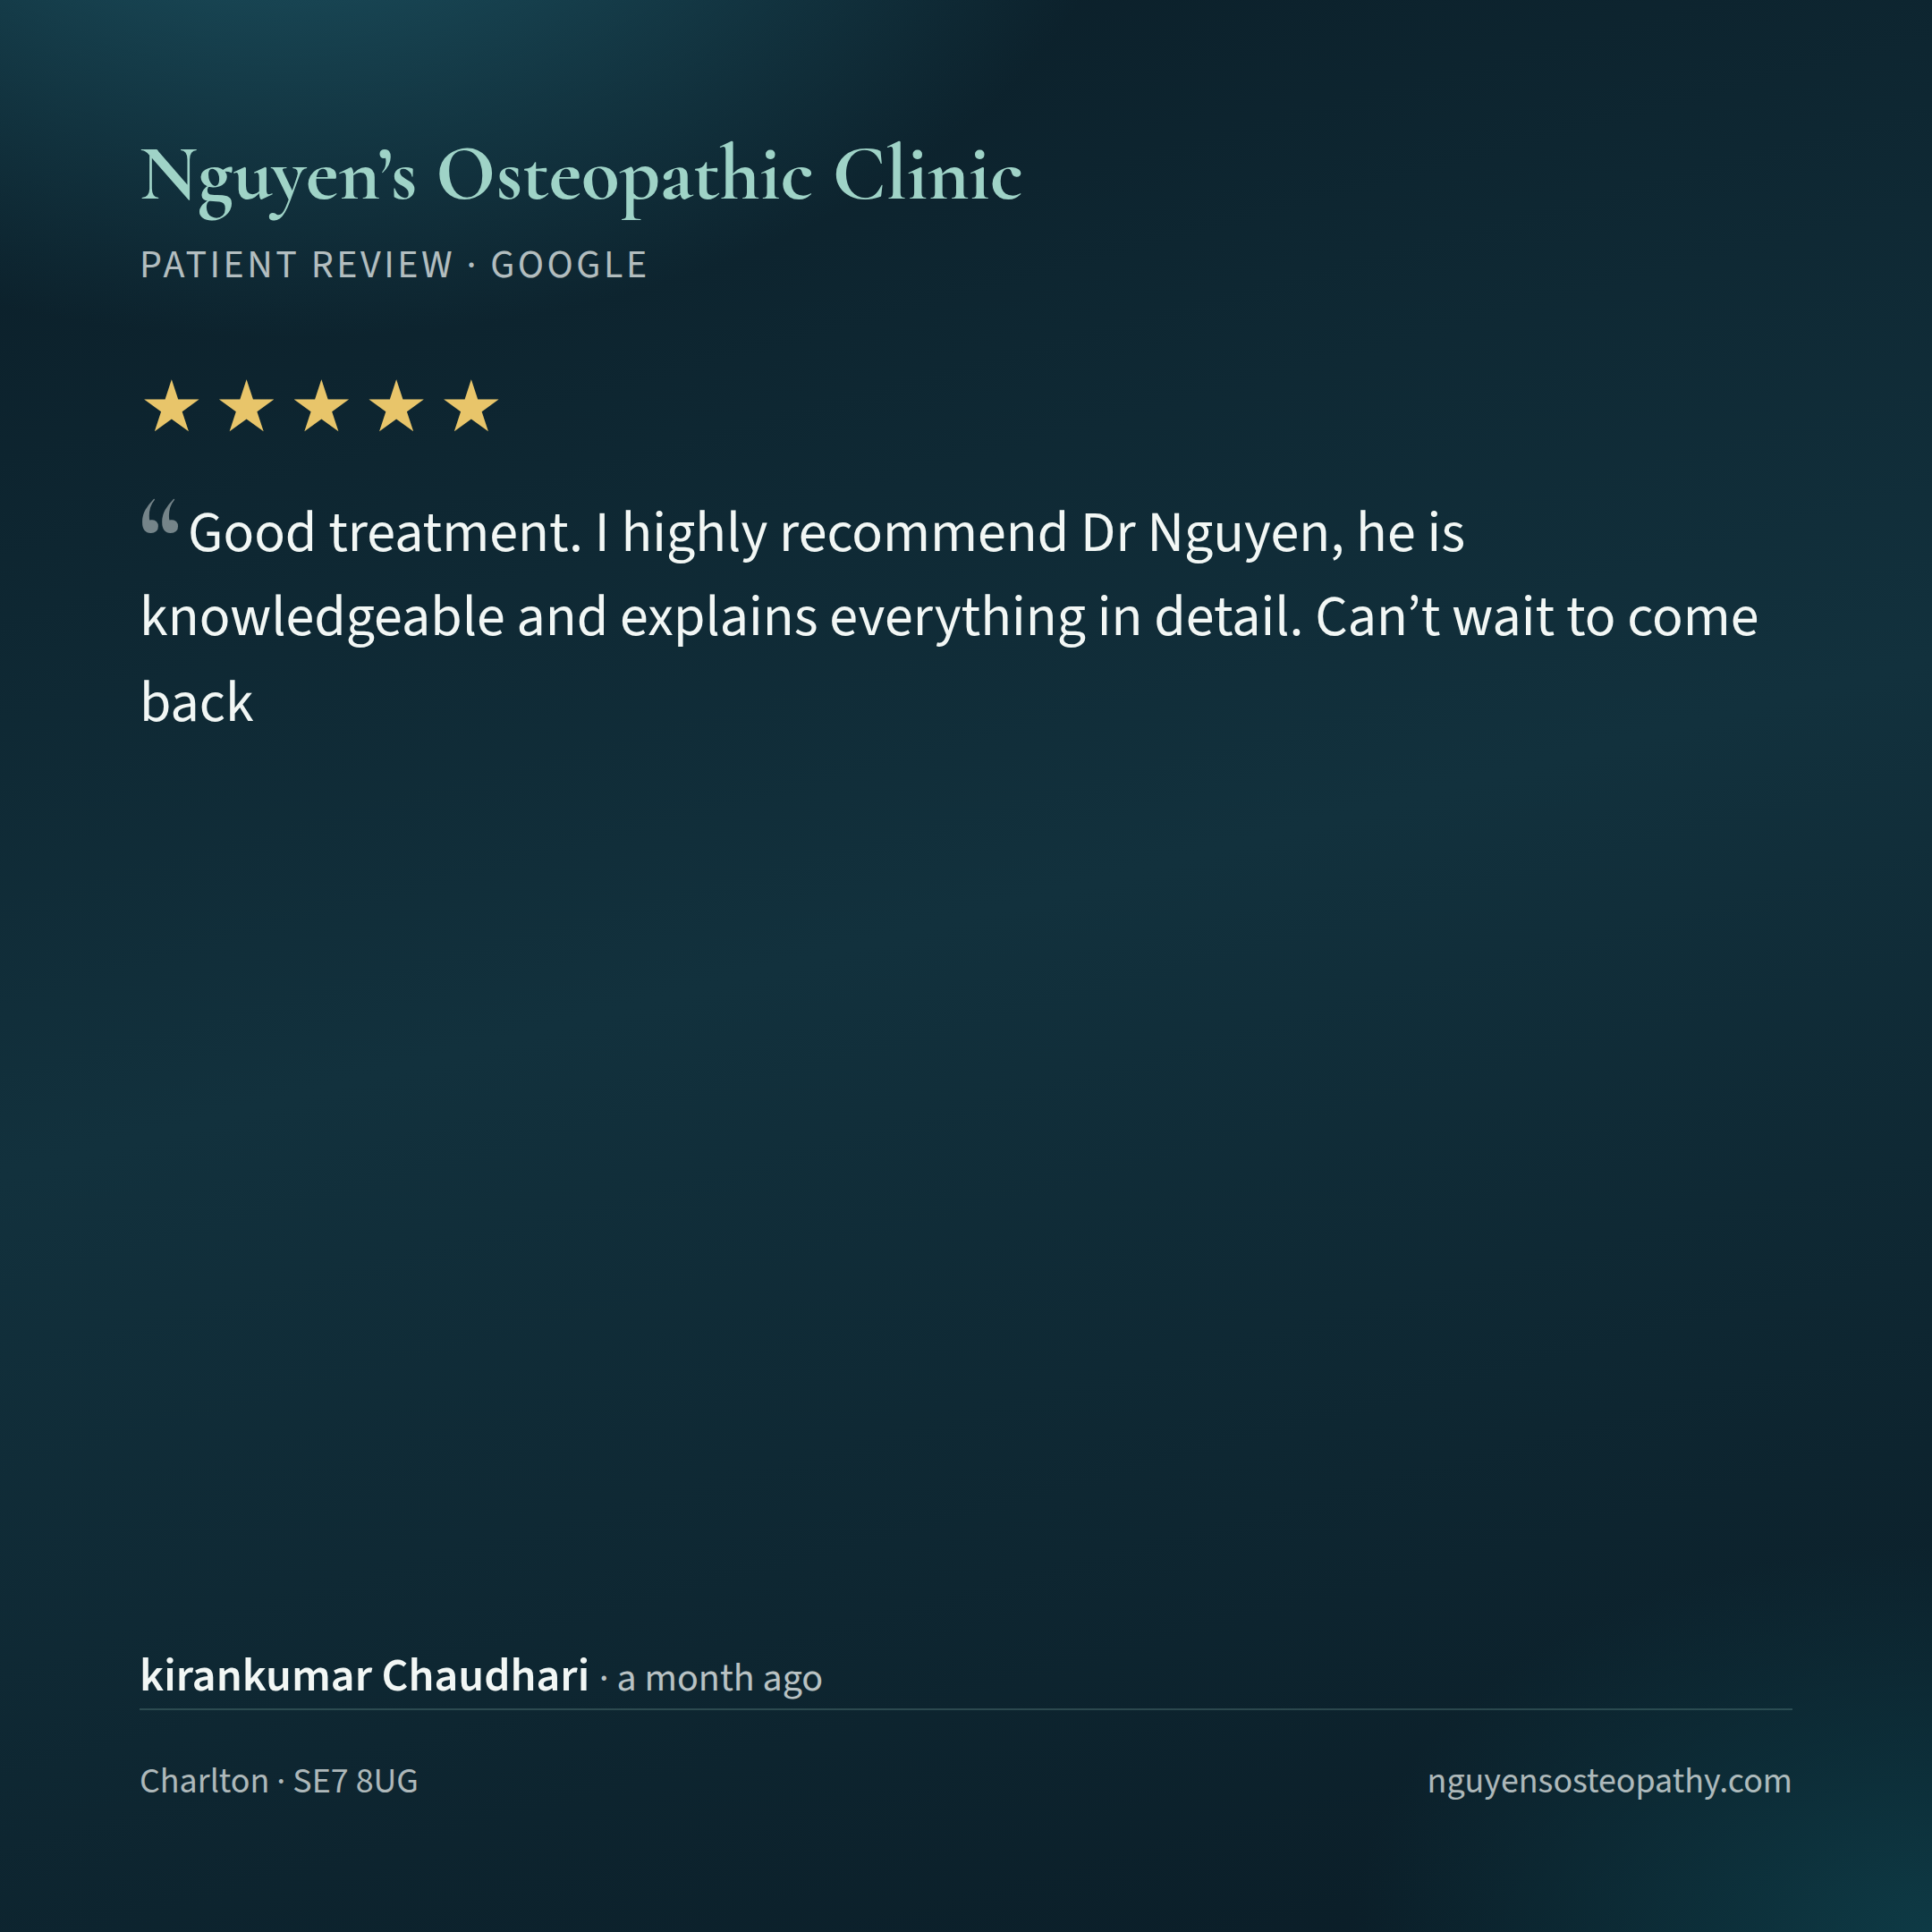 Nguyen’s Osteopathic Clinic
PATIENT REVIEW · GOOGLE
★★★★★
“Good treatment. I highly recommend Dr Nguyen, he is
knowledgeable and explains everything in detail. Can’t wait to come
back
kirankumar Chaudhari · a month ago
Charlton · SE7 8UG
nguyensosteopathy.com